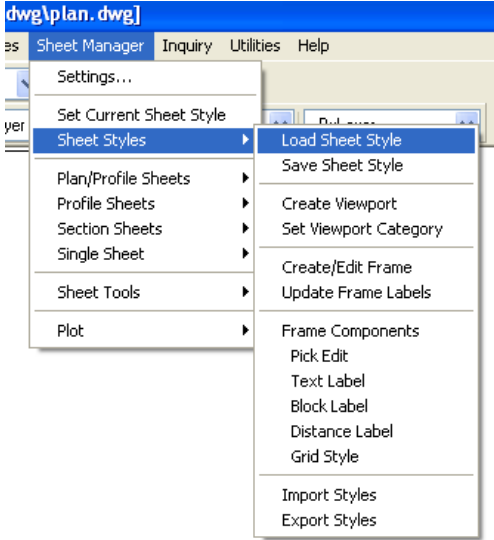 dwg\plan.dwg]
es Sheet Manager Inquiry Utilities Help
Settings...
Set Current Sheet Style
yer
Sheet Styles
Plan/Profile Sheets
Profile Sheets
Section Sheets
Single Sheet
Sheet Tools
Plot
Load Sheet Style
Save Sheet Style
Create Viewport
Set Viewport Category
Create/Edit Frame
Update Frame Labels
Frame Components
Pick Edit
Text Label
Block Label
Distance Label
Grid Style
Import Styles
Export Styles